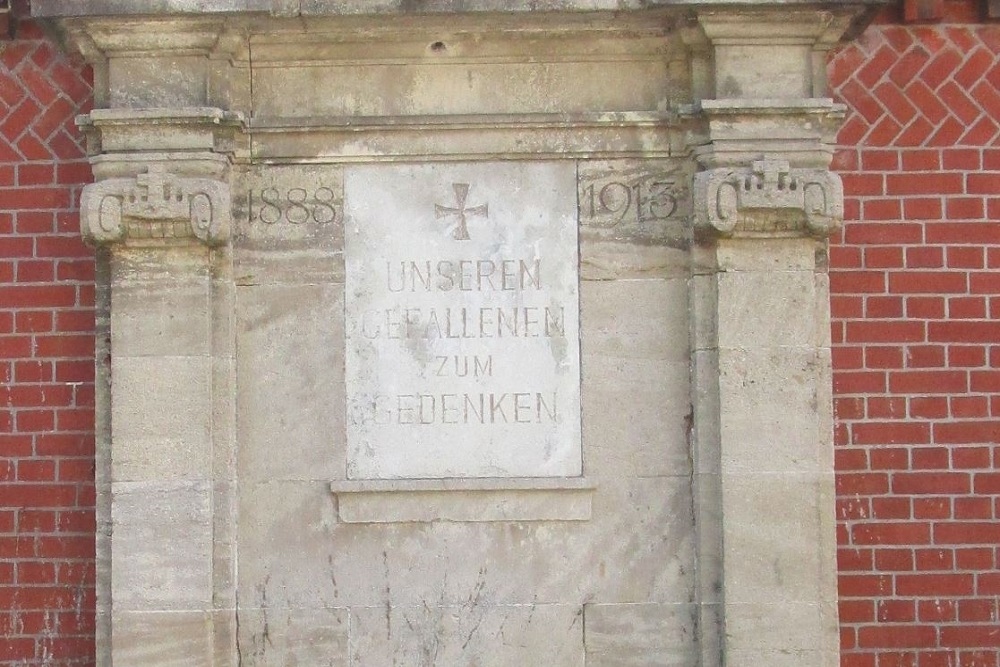 1888 1913
UNSEREN
GEFALLENEN
ZUM
GEDENKEN